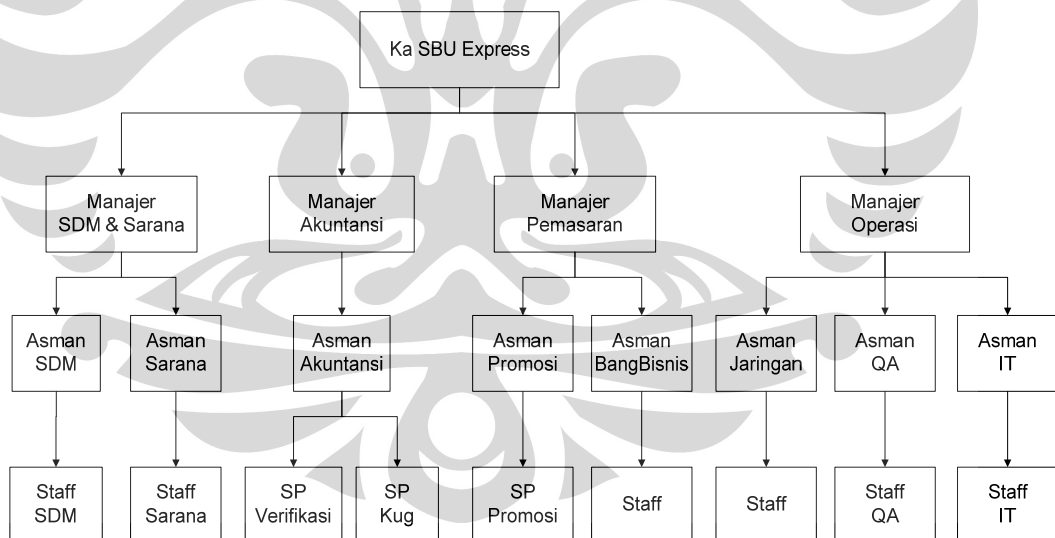 Ka SBU Express
Manajer
SDM & Sarana
Manajer
Akuntansi
Manajer
Pemasaran
Manajer
Operasi
Asman
SDM
Asman
Sarana
Asman
Akuntansi
Asman
Promosi
Asman
BangBisnis
Asman
Jaringan
Asman
QA
Asman
IT
Staff
SDM
Staff
Sarana
SP
Verifikasi
SP
Kug
SP
Promosi
Staff
Staff
Staff
QA
Staff
IT